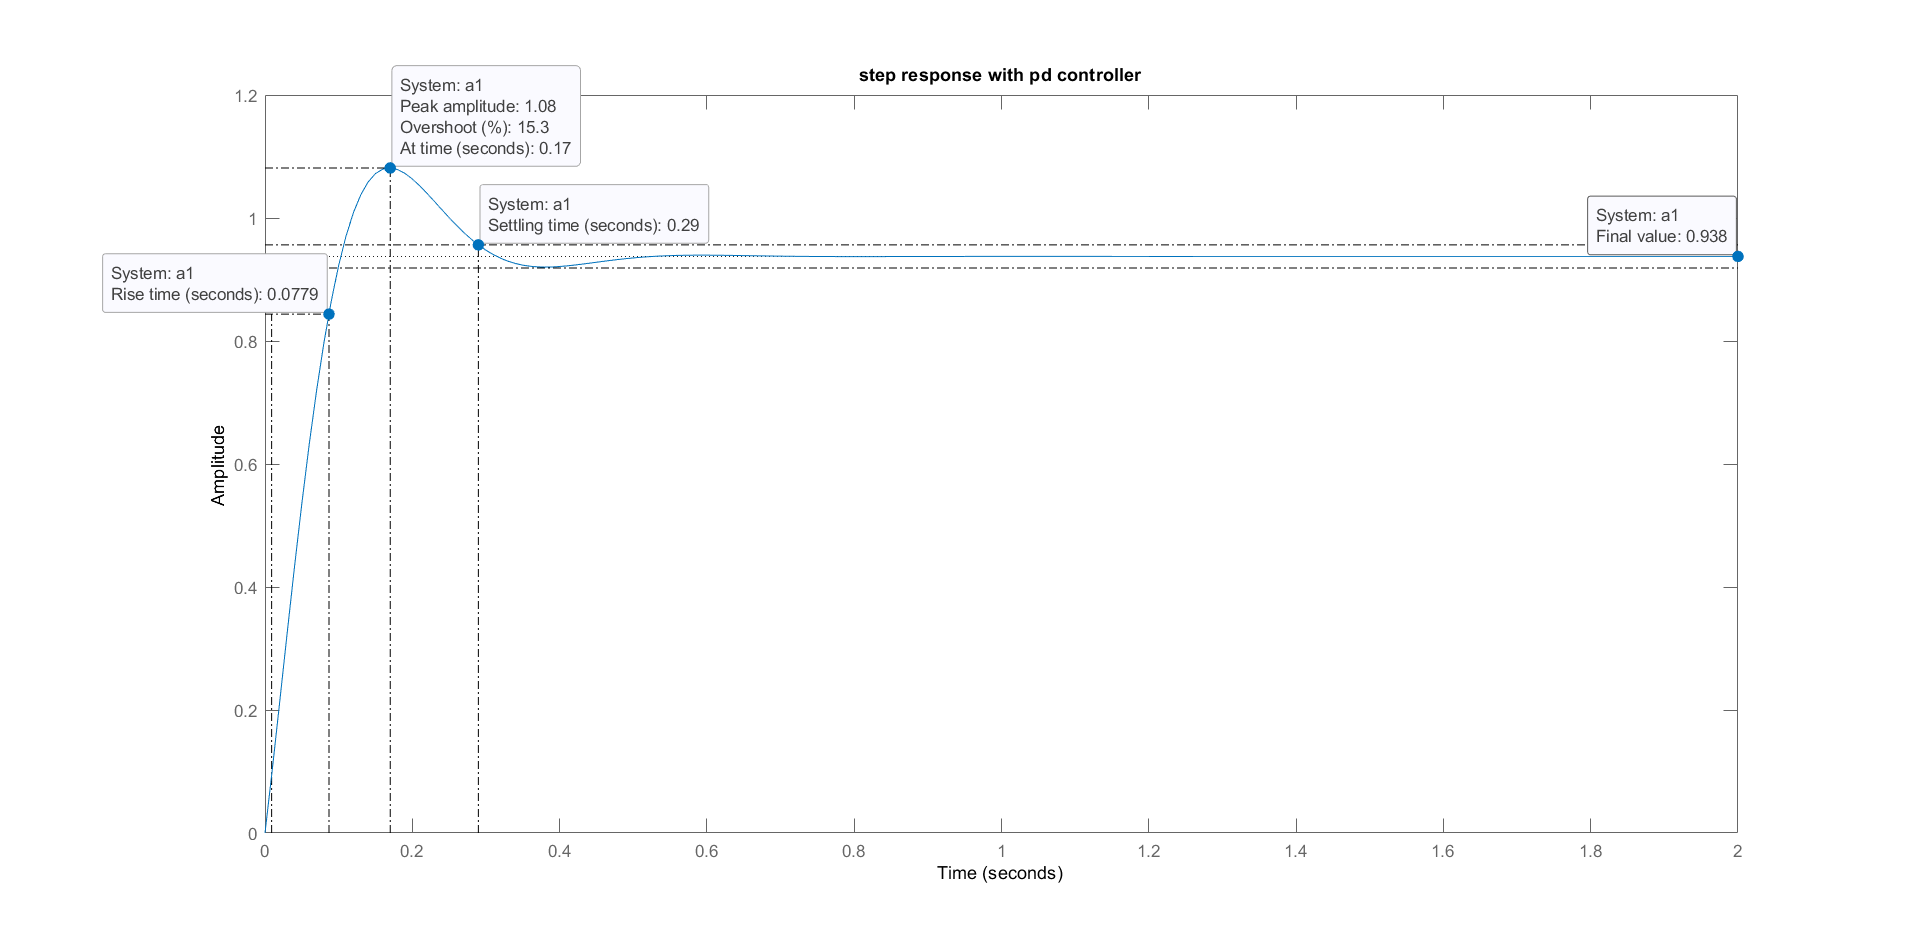 step response with pd controller
System: a1
Peak amplitude: 1.08
Overshoot (%): 15.3
At time (seconds): 0.17
System: a1
Settling time (seconds): 0.29
System: a1
Final value: 0.938
System: a1
Rise time (seconds): 0.0779
Amplitude
1.2
1
0.8
0.6
0.4
0.2
0
0 0.2 0.4 0.6 0.8 1 1.2 1.4 1.6 1.8 2
Time (seconds)